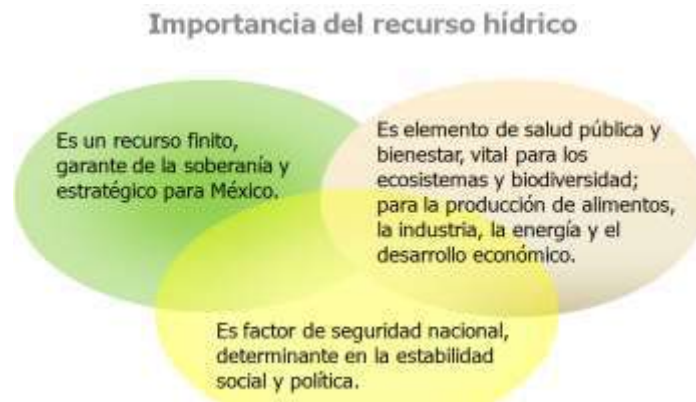 Importancia del recurso hídrico
Es un recurso finito,
garante de la soberanía y
estratégico para México.
Es elemento de salud pública y
bienestar, vital para los
ecosistemas y biodiversidad;
para la producción de alimentos,
la industria, la energía y el
desarrollo económico.
Es factor de seguridad nacional,
determinante en la estabilidad
social y política.